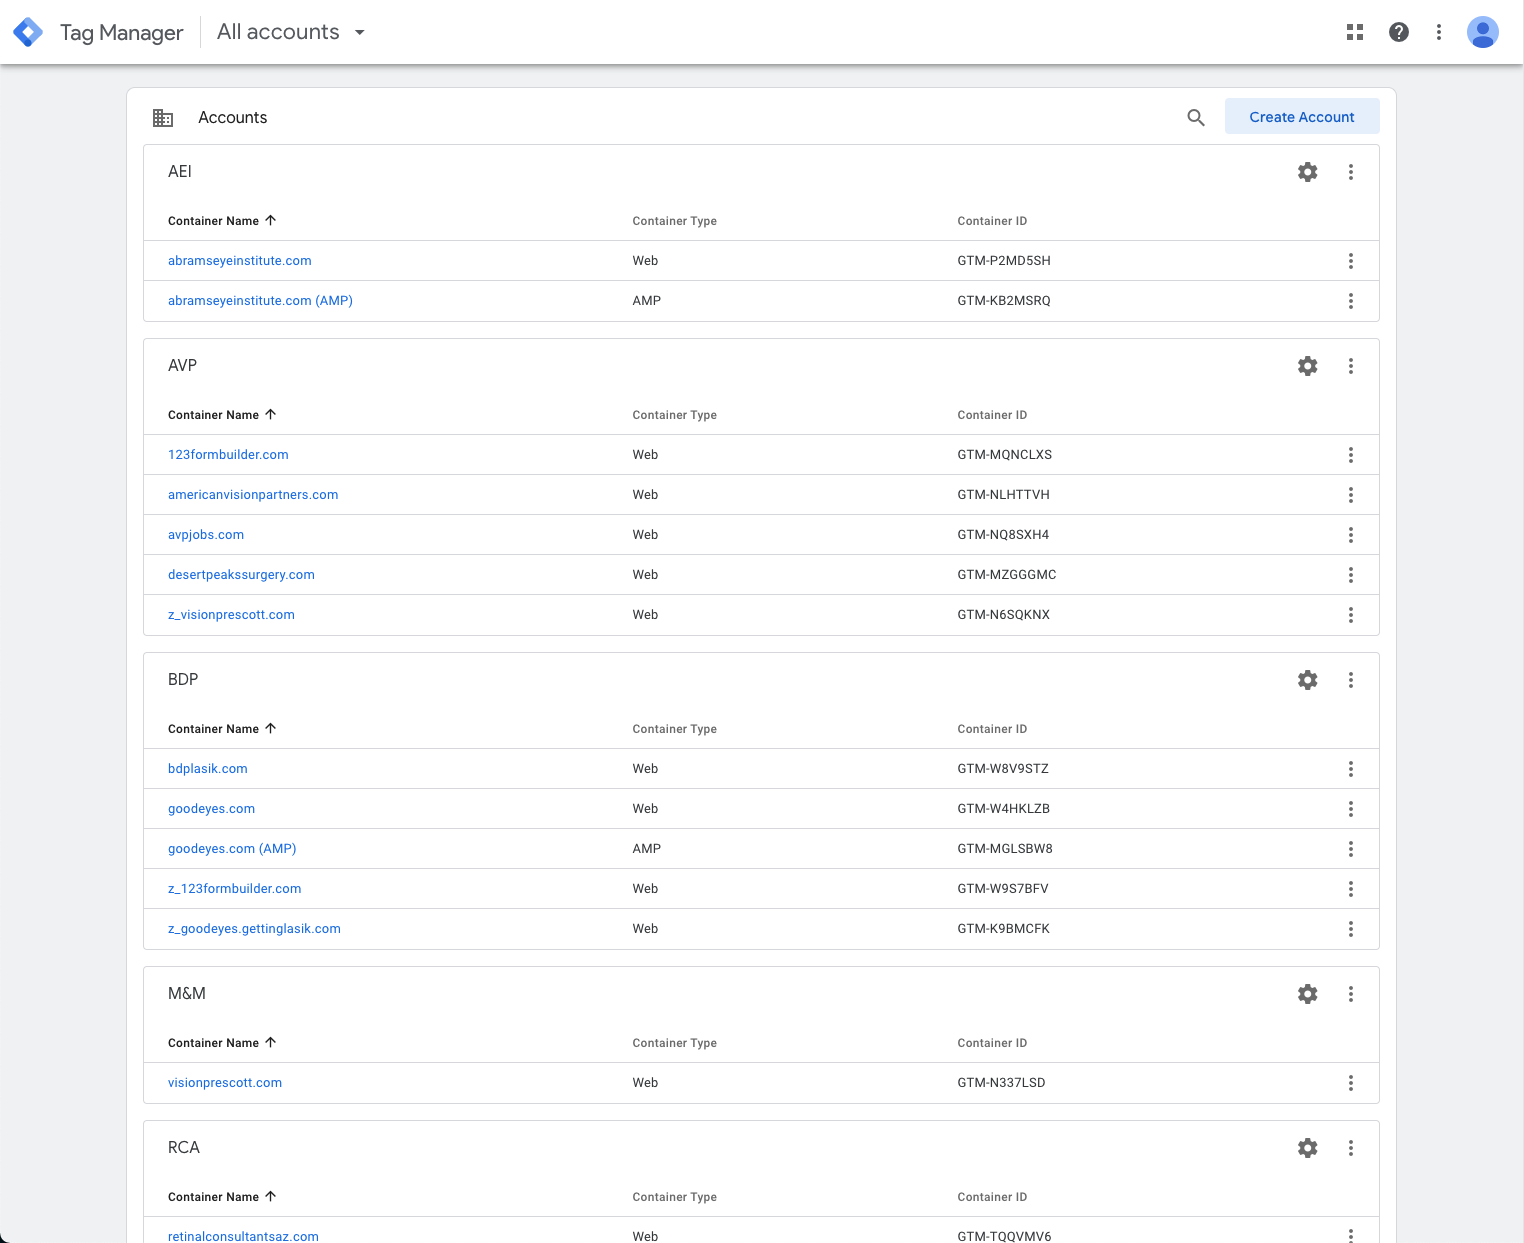 Tag Manager All accounts
Accounts Create Account
AEI
Container Name Container Type Container ID
abramseyeinstitute.com Web GTM-P2MD5SH
abramseyeinstitute.com (AMP) AMP GTM-KB2MSRQ
AVP
Container Name Container Type Container ID
123formbuilder.com Web GTM-MQNCLXS
americanvisionpartners.com Web GTM-NLHTTVH
avpjobs.com Web GTM-NQ8SXH4
desertpeakssurgery.com Web GTM-MZGGGMC
z_visionprescott.com Web GTM-N6SQKNX
BDP
Container Name Container Type Container ID
bdplasik.com Web GTM-W8V9STZ
goodeyes.com Web GTM-W4HKLZB
goodeyes.com (AMP) AMP GTM-MGLSBW8
z_123formbuilder.com Web GTM-W9S7BFV
z_goodeyes.gettinglasik.com Web GTM-K9BMCFK
M&M
Container Name Container Type Container ID
visionprescott.com Web GTM-N337LSD
RCA
Container Name Container Type Container ID
retinalconsultantsaz.com Web GTM-TQQVMV6